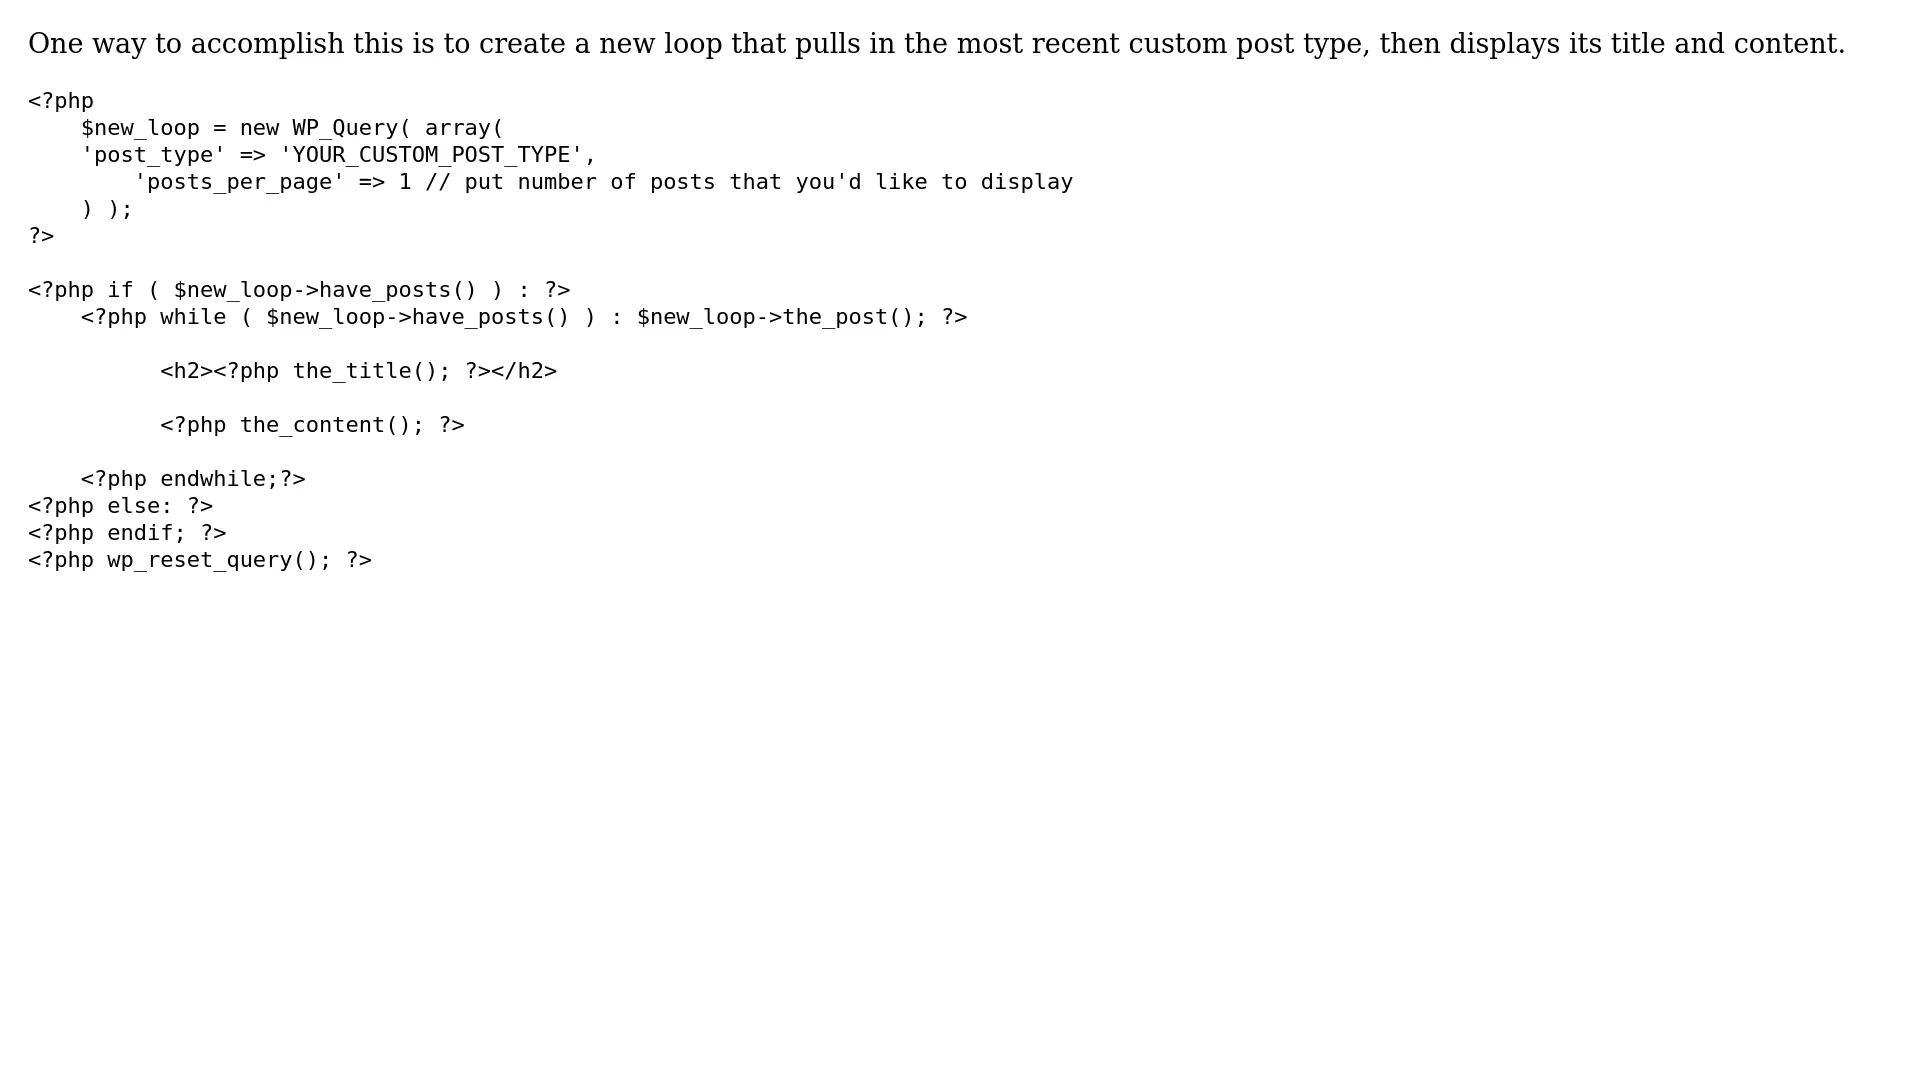 One way to accomplish this is to create a new loop that pulls in the most recent custom post type, then displays its title and content.
<?php
    $new_loop = new WP_Query( array(
    'post_type' => 'YOUR_CUSTOM_POST_TYPE',
        'posts_per_page' => 1 // put number of posts that you'd like to display
    ) );
?>

<?php if ( $new_loop->have_posts() ) : ?>
    <?php while ( $new_loop->have_posts() ) : $new_loop->the_post(); ?>

          <h2><?php the_title(); ?></h2>

          <?php the_content(); ?>

    <?php endwhile;?>
<?php else: ?>
<?php endif; ?>
<?php wp_reset_query(); ?>